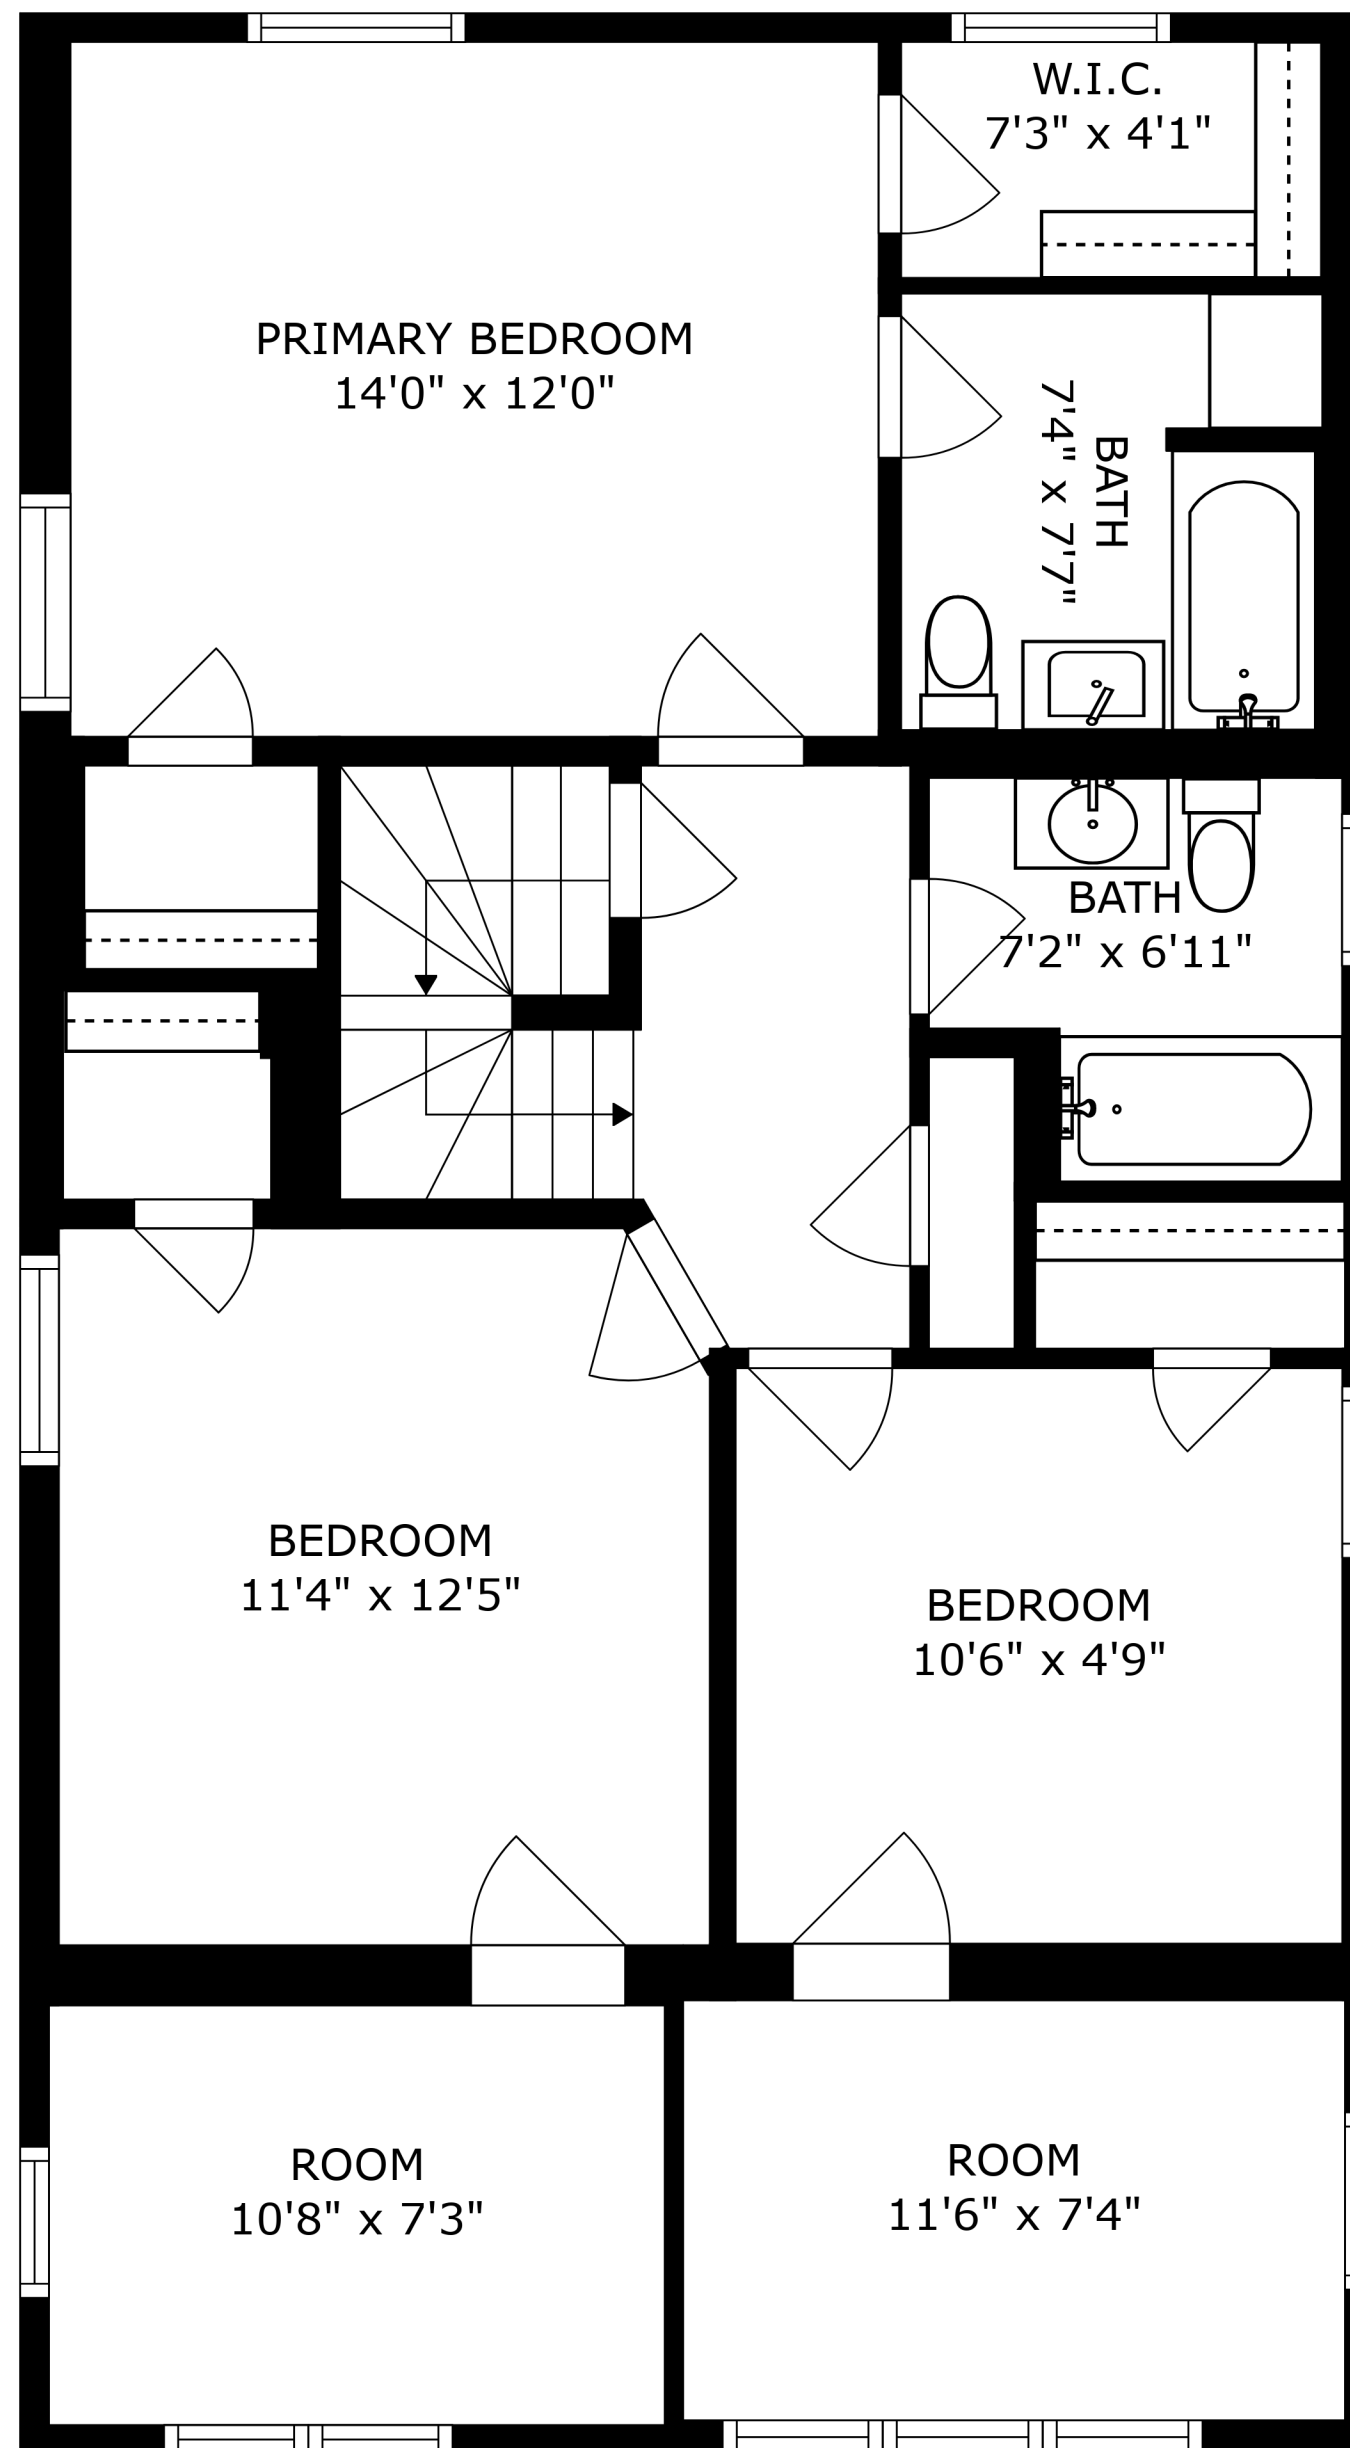 W.I.C.
7'3" x 4'1"
PRIMARY BEDROOM
14'0" x 12'0"
BATH
7'4" x 7'7"
BATH
7'2" x 6'11"
BEDROOM
11'4" x 12'5"
BEDROOM
10'6" x 4'9"
ROOM
10'8" x 7'3"
ROOM
11'6" x 7'4"